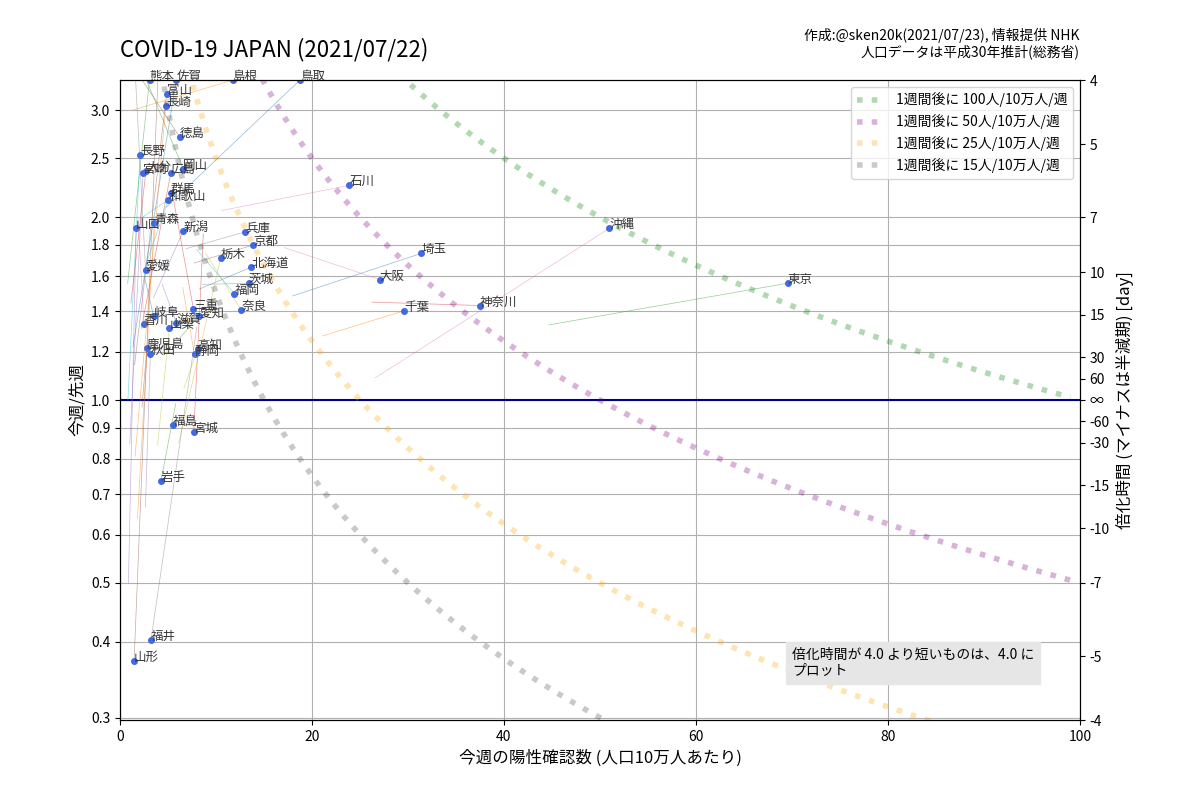 COVID-19 JAPAN (2021/07/22)
作成:@sken20k(2021/07/23), 情報提供 NHK
人口データは平成30年推計(総務省)
1週間後に 100人/10万人/週
1週間後に 50人/10万人/週
1週間後に 25人/10万人/週
1週間後に 15人/10万人/週
熊本
佐賀
島根
鳥取
富山
長崎
徳島
長野
宮崎
大分
広島
岡山
石川
群馬
和歌山
山口
青森
新潟
兵庫
京都
沖縄
栃木
埼玉
愛媛
北海道
大阪
茨城
東京
福岡
三重
奈良
千葉
神奈川
岐阜
愛知
香川
滋賀
山梨
鹿児島
秋田
高知
静岡
福島
宮城
岩手
福井
山形
倍化時間が 4.0 より短いものは、4.0 に
プロット
3.0
2.5
2.0
1.8
1.6
1.4
1.2
1.0
0.9
0.8
0.7
0.6
0.5
0.4
0.3
今週/先週
0
20
40
60
80
100
今週の陽性確認数 (人口10万人あたり)
4
5
7
10
15
30
60
∞
-60
-30
-15
-10
-7
-5
-4
倍化時間 (マイナスは半減期) [day]